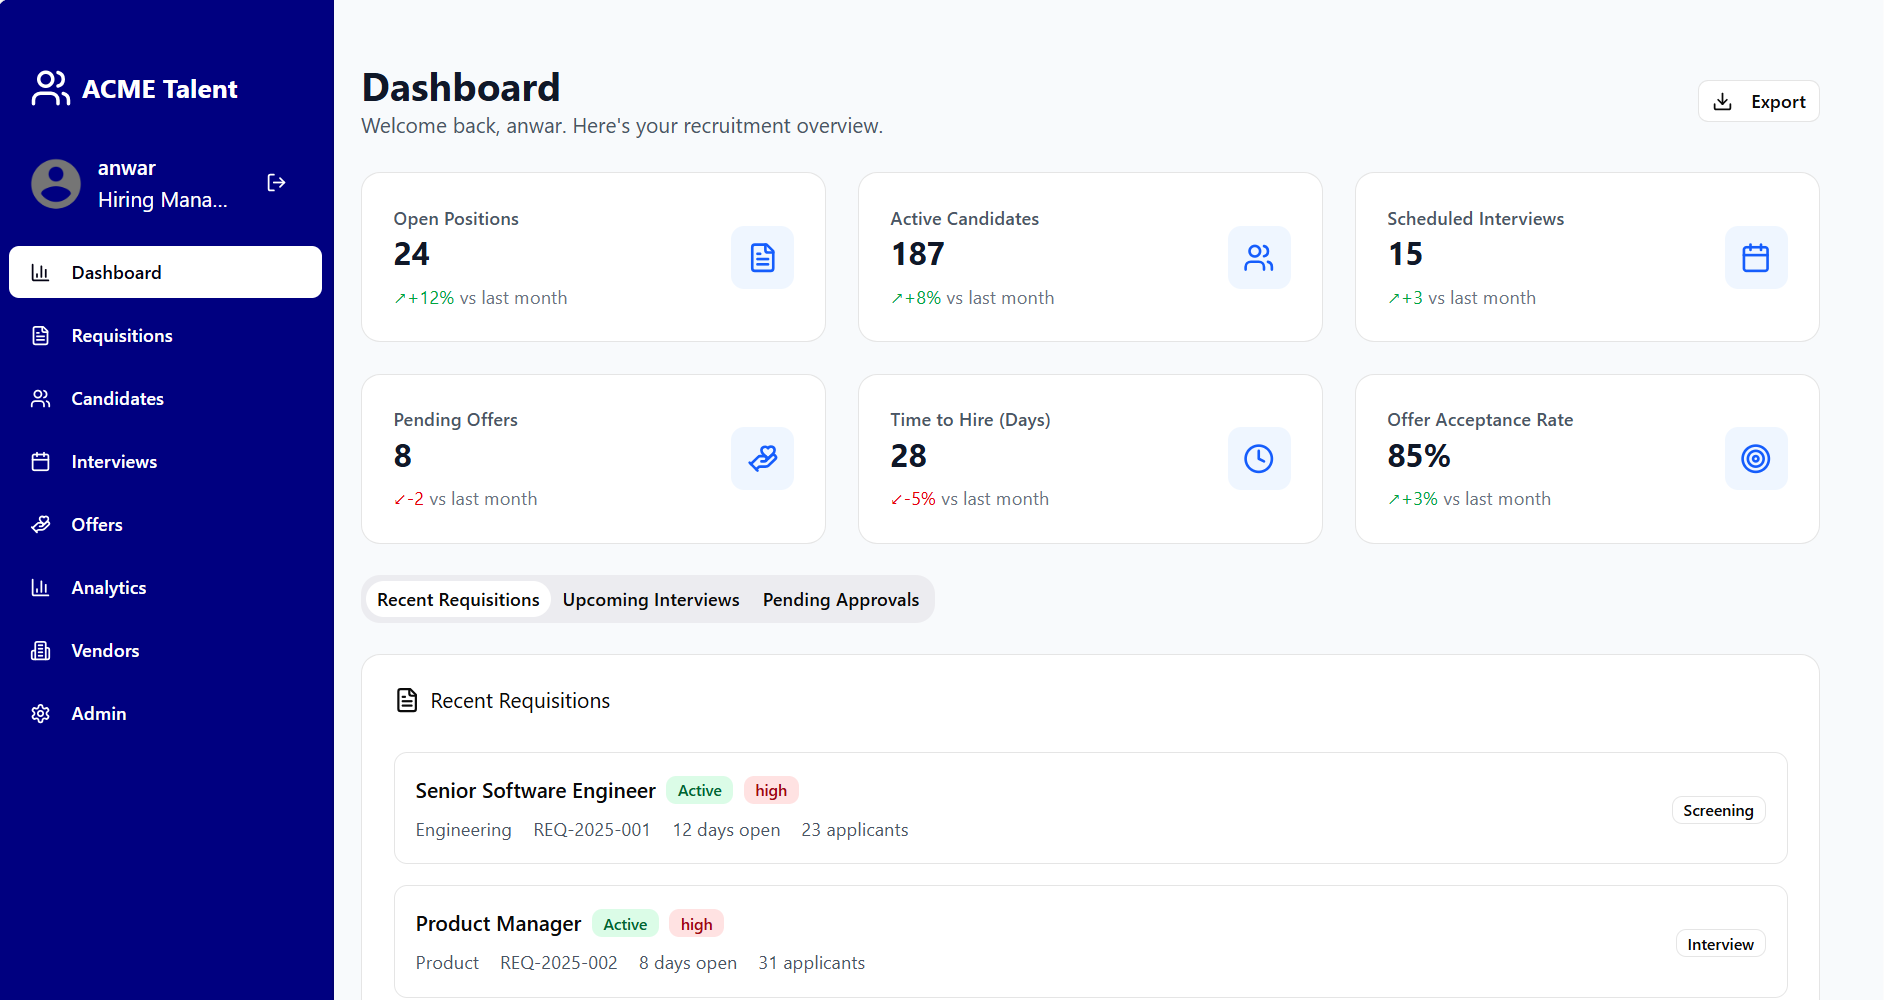 ACME Talent
anwar
Hiring Mana...
Dashboard
Requisitions
Candidates
Interviews
Offers
Analytics
Vendors
Admin
Dashboard
Welcome back, anwar. Here's your recruitment overview.
Export
Open Positions
24
↗+12% vs last month
Active Candidates
187
↗+8% vs last month
Scheduled Interviews
15
↗+3 vs last month
Pending Offers
8
↙-2 vs last month
Time to Hire (Days)
28
↙-5% vs last month
Offer Acceptance Rate
85%
↗+3% vs last month
Recent Requisitions Upcoming Interviews Pending Approvals
Recent Requisitions
Senior Software Engineer Active high
Engineering REQ-2025-001 12 days open 23 applicants
Screening
Product Manager Active high
Product REQ-2025-002 8 days open 31 applicants
Interview